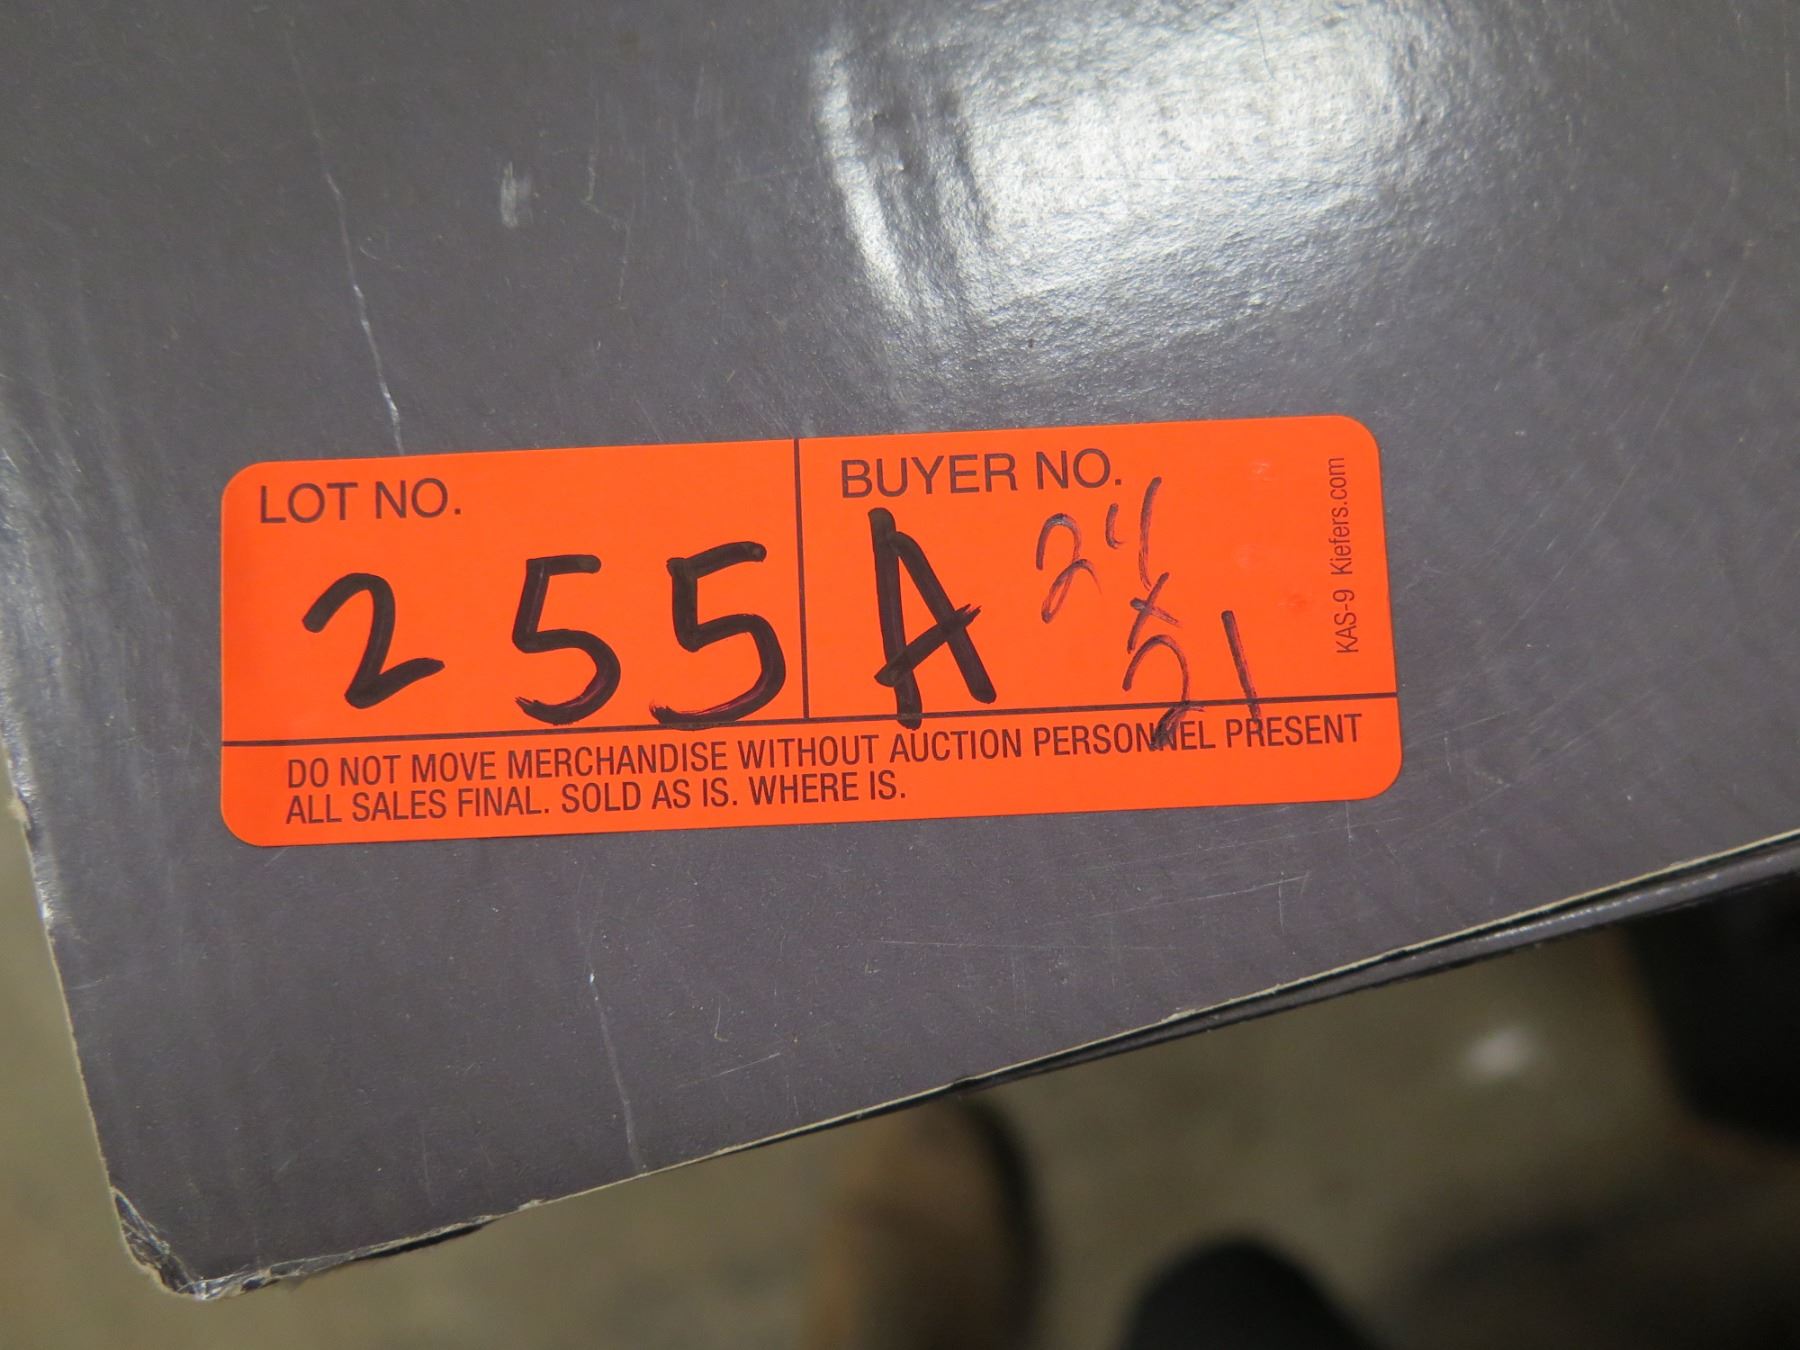 LOT NO.
255A
BUYER NO.
24
x
21
KAS-9 Kiefers.com
DO NOT MOVE MERCHANDISE WITHOUT AUCTION PERSONNEL PRESENT
ALL SALES FINAL. SOLD AS IS. WHERE IS.